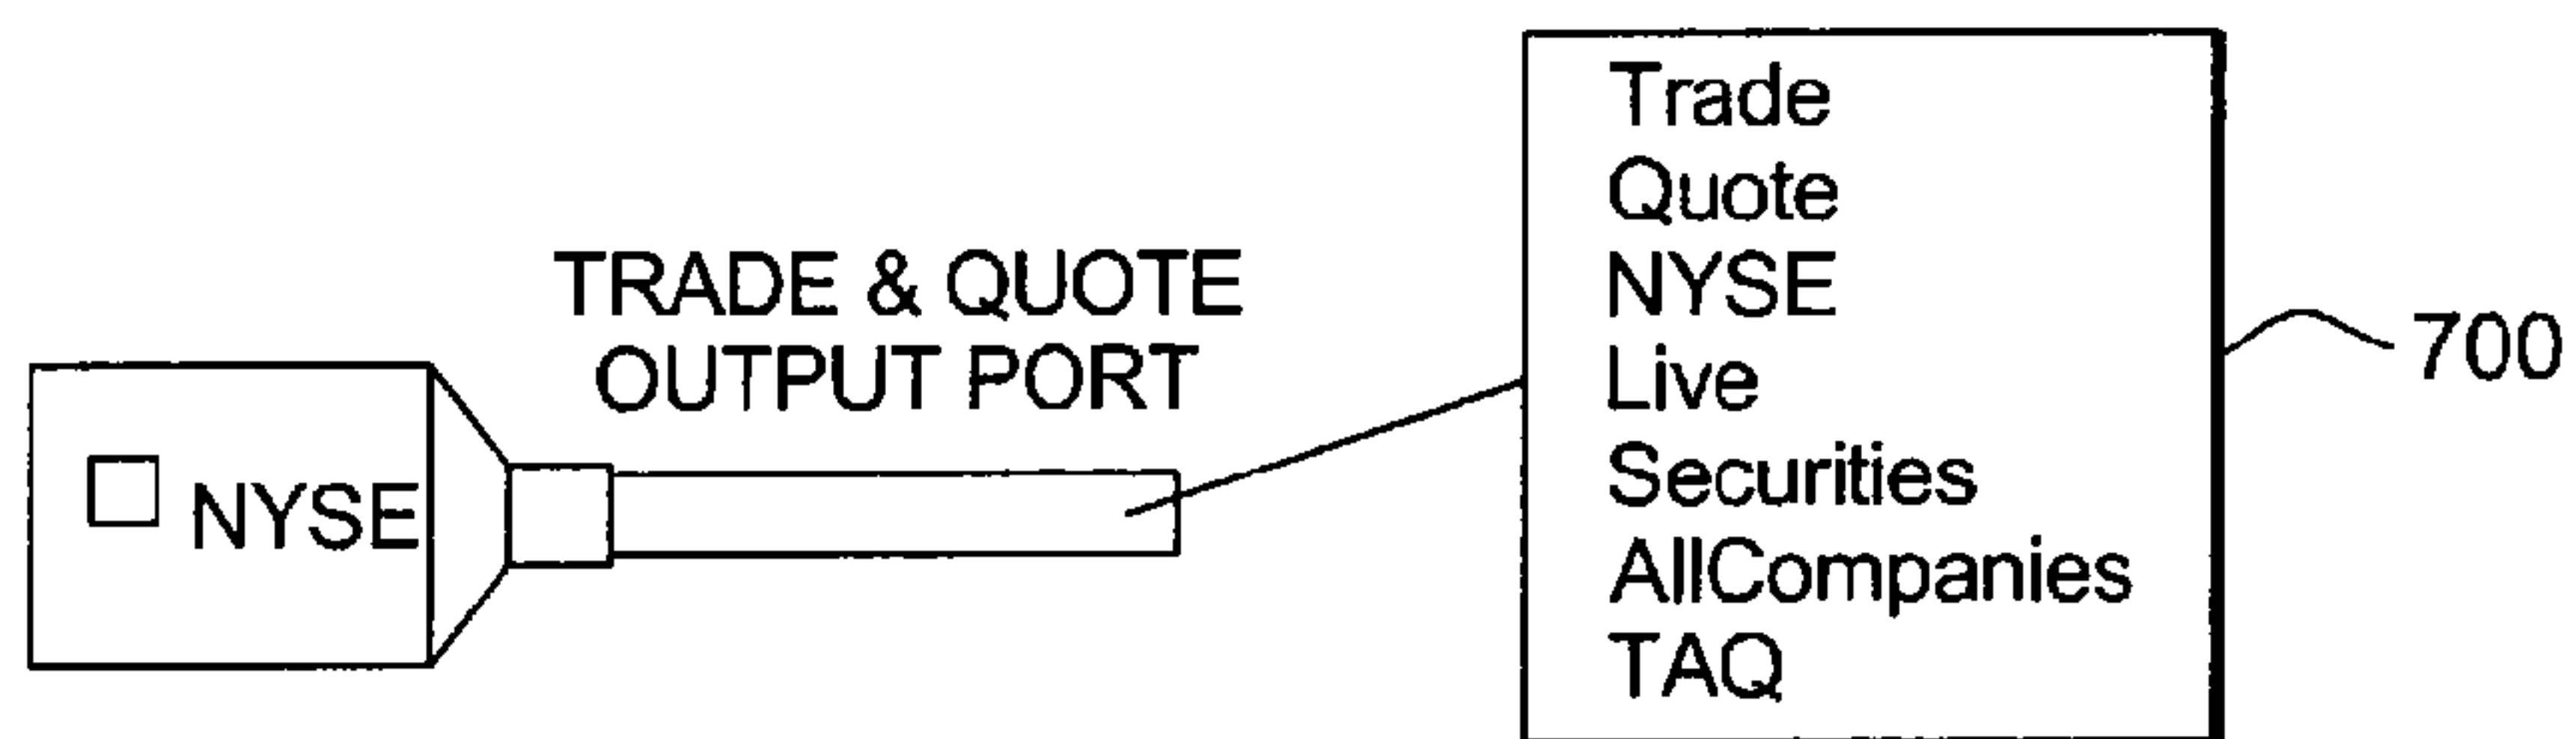 NYSE
TRADE & QUOTE
OUTPUT PORT
Trade
Quote
NYSE
Live
Securities
AllCompanies
TAQ
700